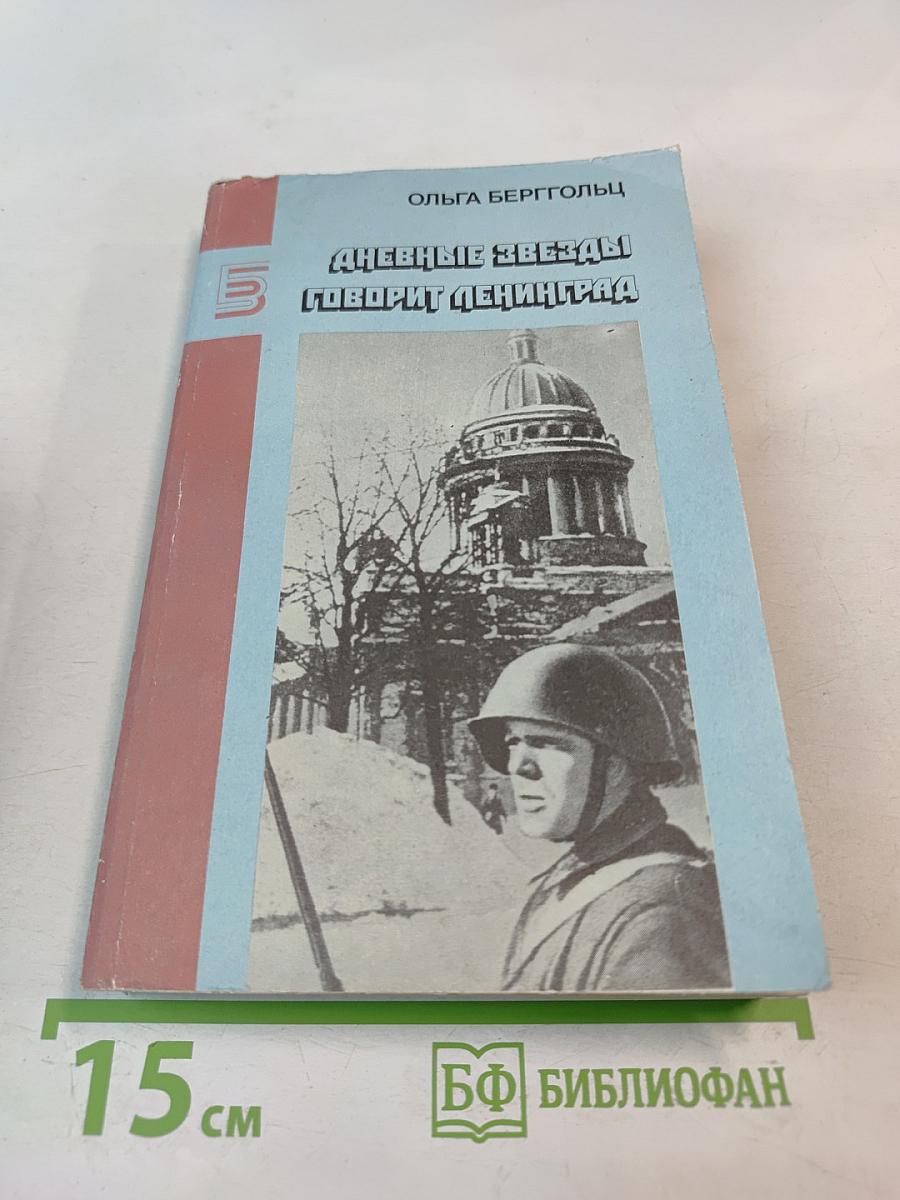 ОЛЬГА БЕРГГОЛЬЦ
ДНЕВНЫЕ ЗВЕЗДЫ
ГОВОРИТ ЛЕНИНГРАД
Б
15 см
БФ БИБЛИОФАН